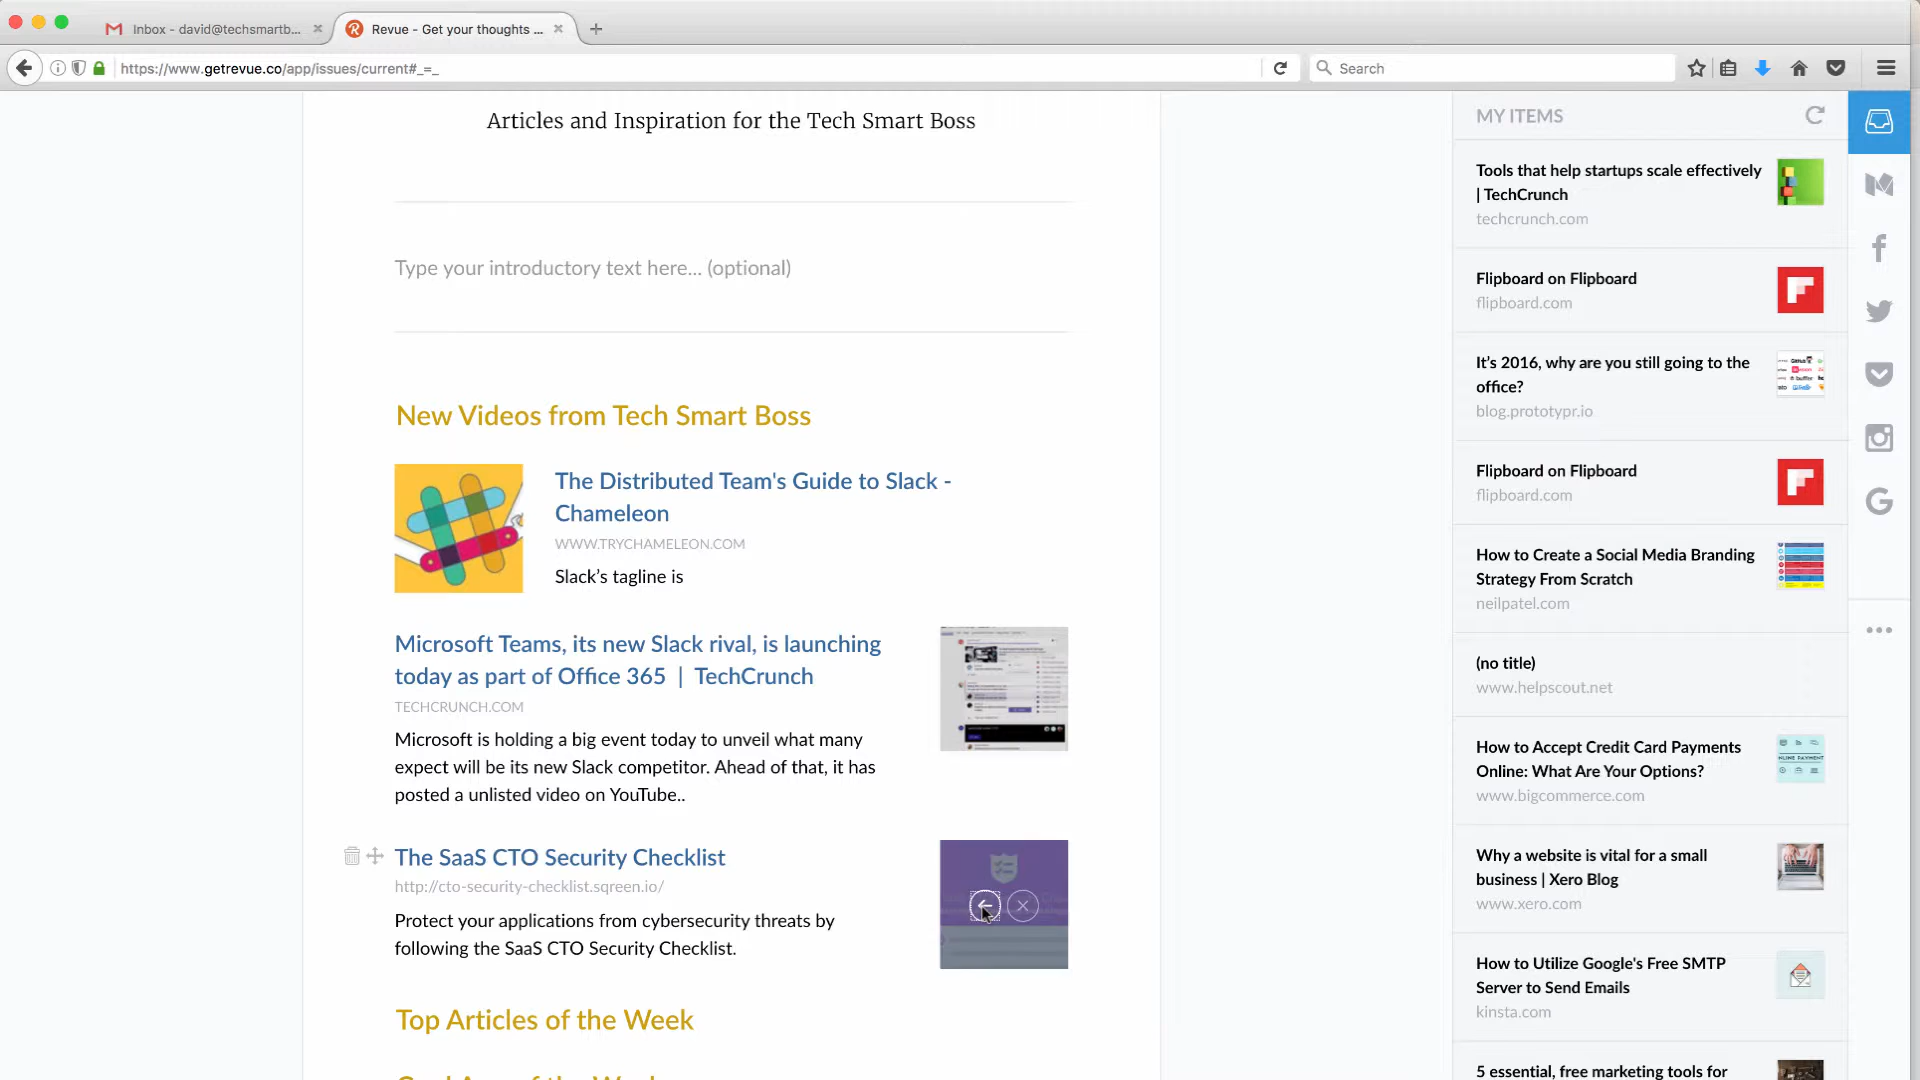 Inbox - david@techsmartb...
Revue - Get your thoughts ...
https://www.getrevue.co/app/issues/current#_=_
Search
Articles and Inspiration for the Tech Smart Boss
Type your introductory text here... (optional)
New Videos from Tech Smart Boss
The Distributed Team's Guide to Slack -
Chameleon
WWW.TRYCHAMELEON.COM
Slack’s tagline is
Microsoft Teams, its new Slack rival, is launching
today as part of Office 365 | TechCrunch
TECHCRUNCH.COM
Microsoft is holding a big event today to unveil what many
expect will be its new Slack competitor. Ahead of that, it has
posted a unlisted video on YouTube..
The SaaS CTO Security Checklist
http://cto-security-checklist.sqreen.io/
Protect your applications from cybersecurity threats by
following the SaaS CTO Security Checklist.
Top Articles of the Week
MY ITEMS
Tools that help startups scale effectively
| TechCrunch
techcrunch.com
Flipboard on Flipboard
flipboard.com
It’s 2016, why are you still going to the
office?
blog.prototypr.io
Flipboard on Flipboard
flipboard.com
How to Create a Social Media Branding
Strategy From Scratch
neilpatel.com
(no title)
www.helpscout.net
How to Accept Credit Card Payments
Online: What Are Your Options?
www.bigcommerce.com
Why a website is vital for a small
business | Xero Blog
www.xero.com
How to Utilize Google's Free SMTP
Server to Send Emails
kinsta.com
5 essential, free marketing tools for